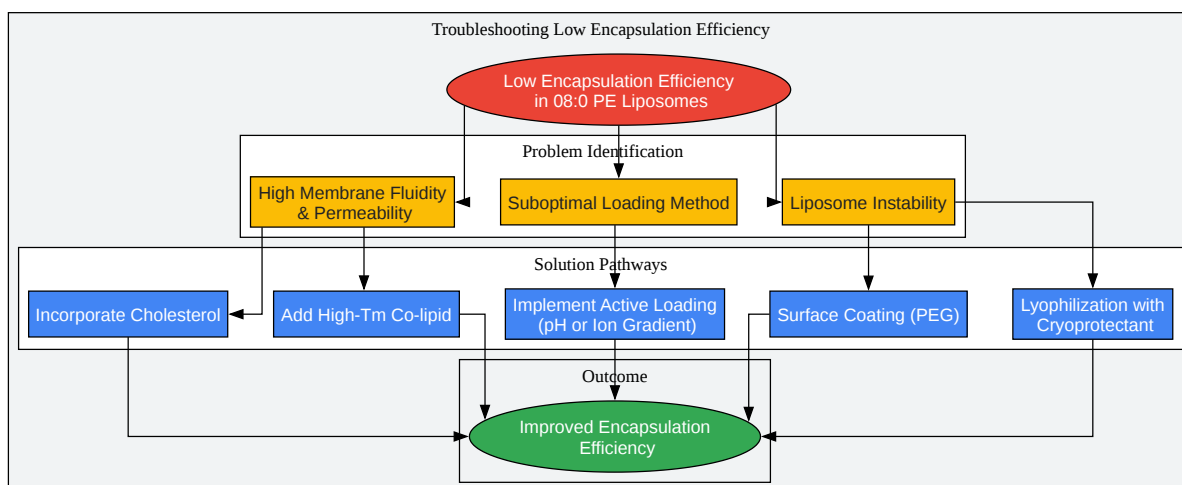 Troubleshooting Low Encapsulation Efficiency
Low Encapsulation Efficiency
in 08:0 PE Liposomes
Problem Identification
High Membrane Fluidity
& Permeability
Suboptimal Loading Method
Liposome Instability
Solution Pathways
Incorporate Cholesterol
Add High-Tm Co-lipid
Implement Active Loading
(pH or Ion Gradient)
Surface Coating (PEG)
Lyophilization with
Cryoprotectant
Outcome
Improved Encapsulation
Efficiency